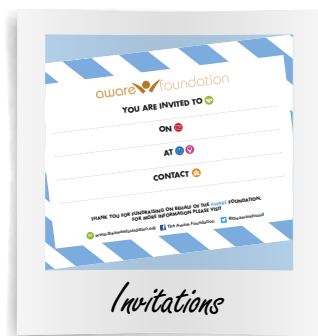 aware foundation
YOU ARE INVITED TO
ON
AT
CONTACT
THANK YOU FOR FUNDRAISING ON BEHALF OF THE AWARE FOUNDATION.
FOR MORE INFORMATION PLEASE VISIT
The Aware Foundation
Invitations